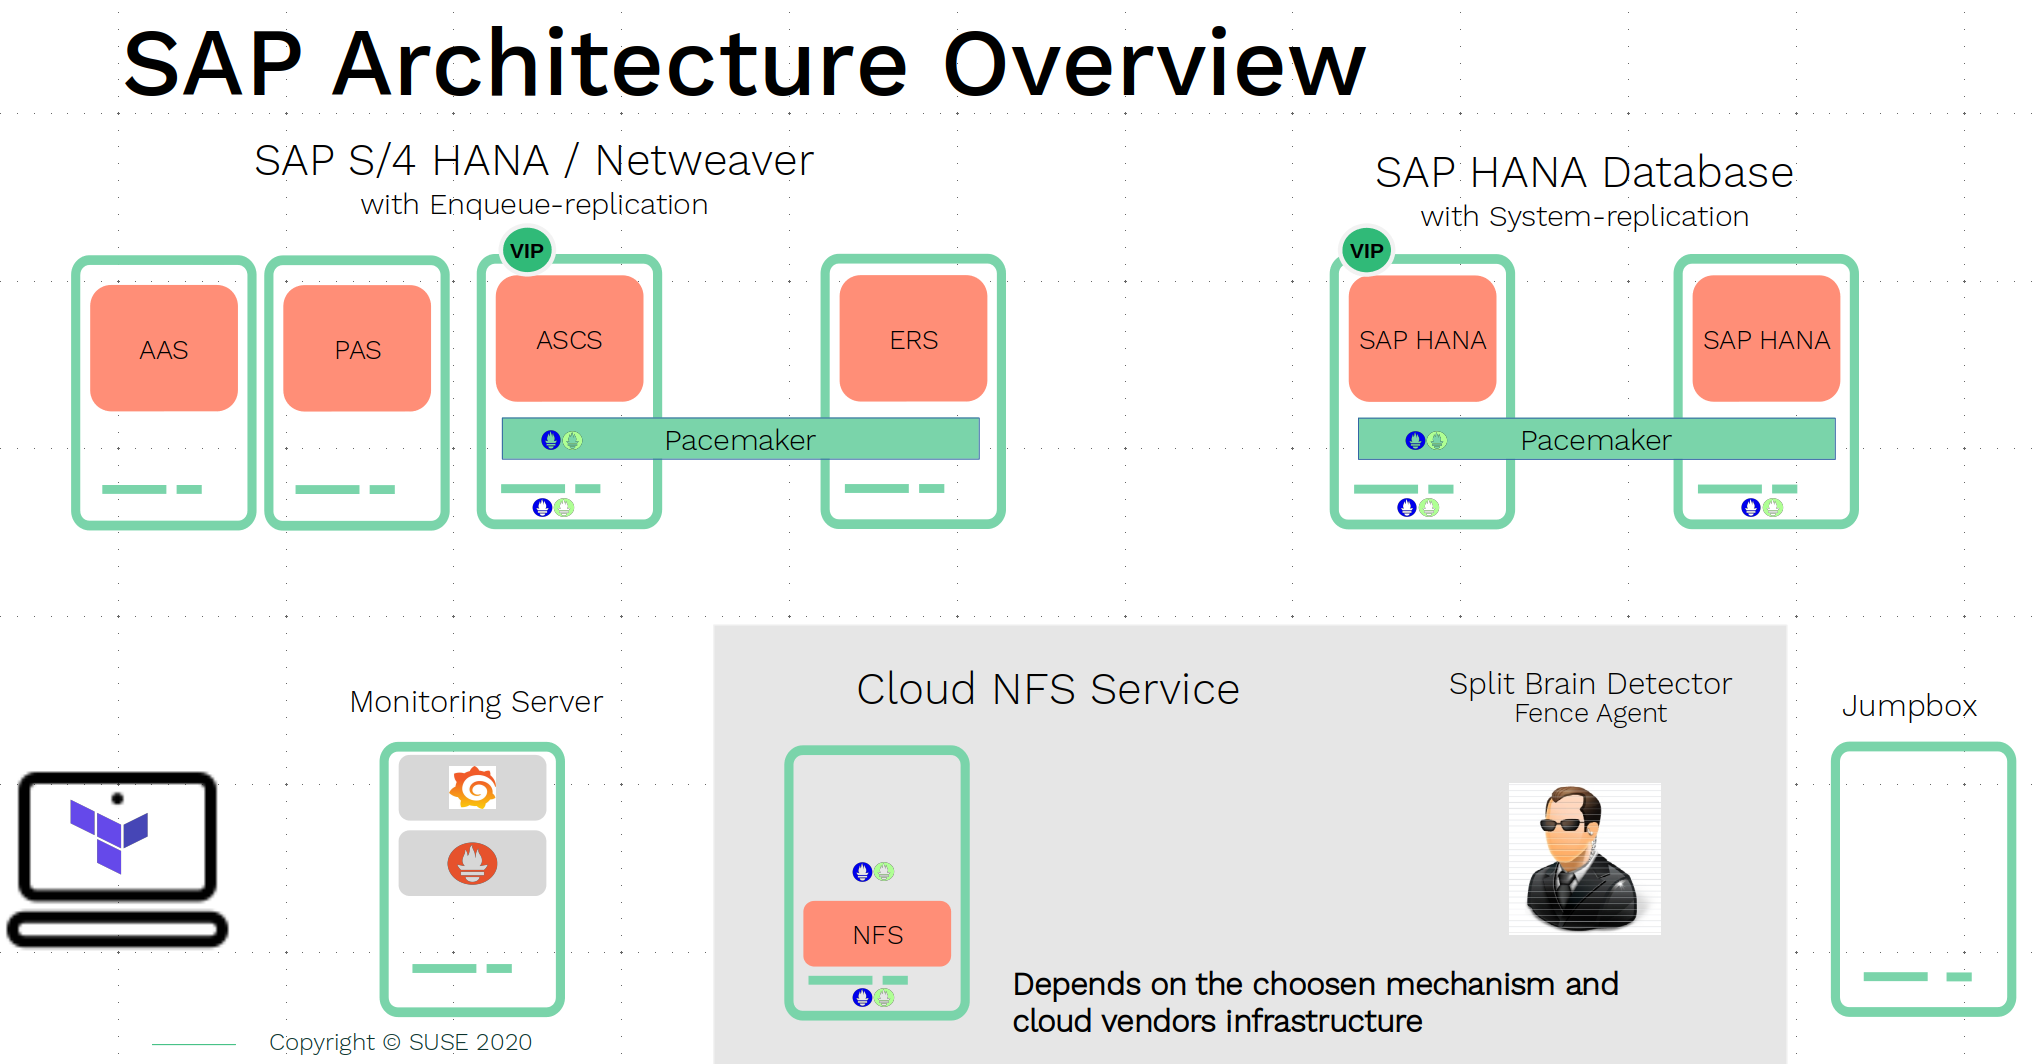 SAP Architecture Overview
SAP S/4 HANA / Netweaver
with Enqueue-replication
SAP HANA Database
with System-replication
VIP
VIP
AAS
PAS
ASCS
ERS
SAP HANA
SAP HANA
Pacemaker
Pacemaker
Monitoring Server
Cloud NFS Service
Split Brain Detector
Fence Agent
Jumpbox
NFS
Depends on the choosen mechanism and
cloud vendors infrastructure
Copyright © SUSE 2020